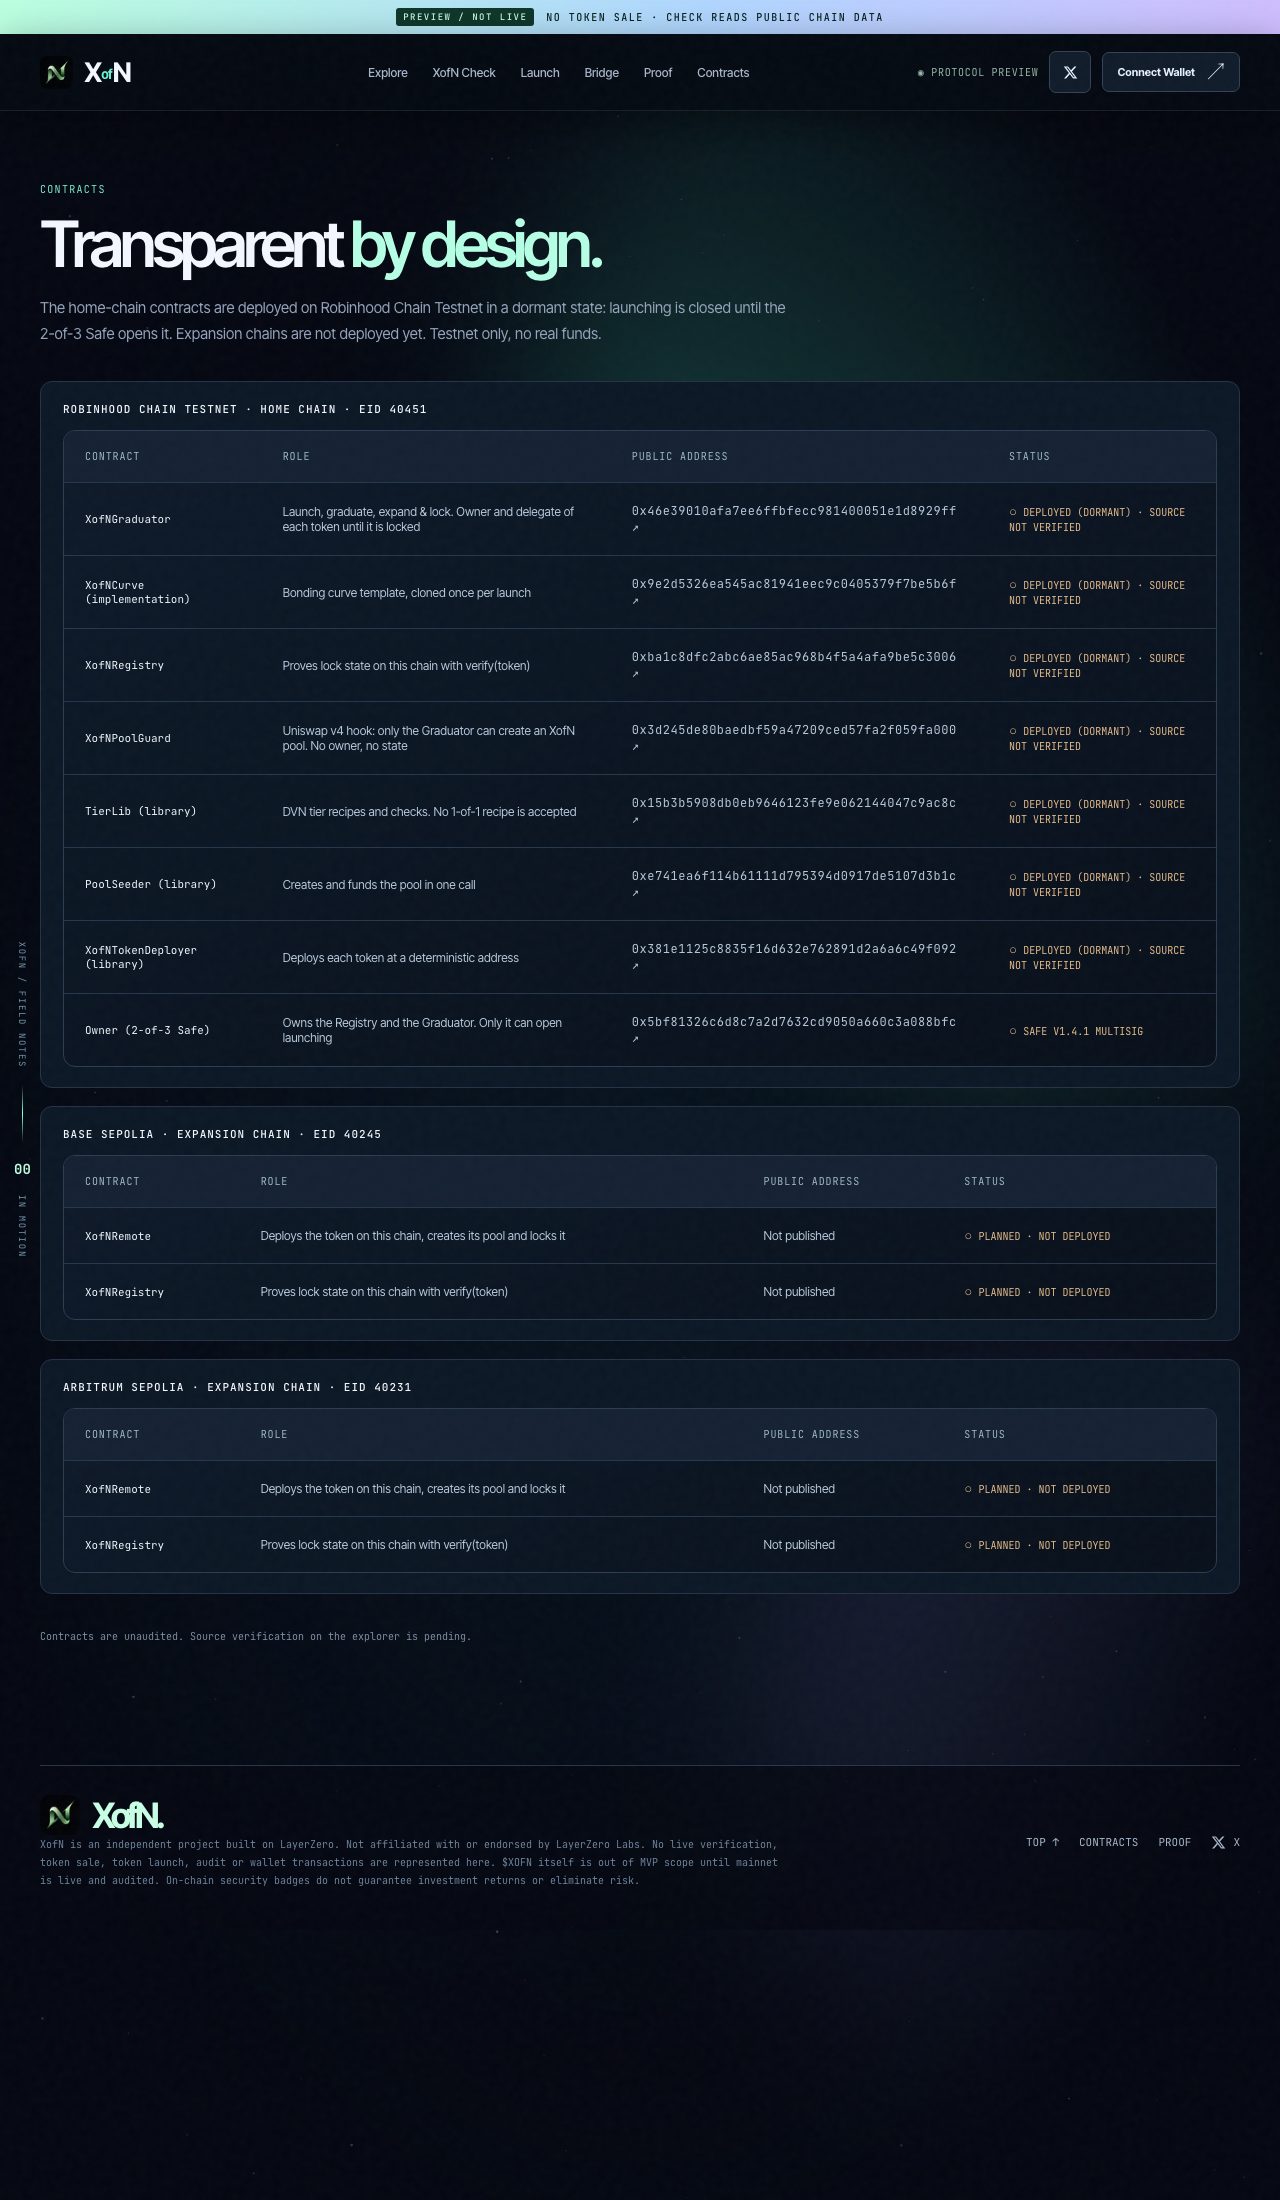 PREVIEW / NOT LIVE NO TOKEN SALE · CHECK READS PUBLIC CHAIN DATA
XofN Explore XofN Check Launch Bridge Proof Contracts ◉ PROTOCOL PREVIEW X Connect Wallet ↗
CONTRACTS
Transparent by design.
The home-chain contracts are deployed on Robinhood Chain Testnet in a dormant state: launching is closed until the
2-of-3 Safe opens it. Expansion chains are not deployed yet. Testnet only, no real funds.
ROBINHOOD CHAIN TESTNET · HOME CHAIN · EID 40451
CONTRACT ROLE PUBLIC ADDRESS STATUS
XofNGraduator
Launch, graduate, expand & lock. Owner and delegate of
each token until it is locked
0x46e39010afa7ee6ffbfecc981400051e1d8929ff
↗
○ DEPLOYED (DORMANT) · SOURCE
NOT VERIFIED
XofNCurve
(implementation)
Bonding curve template, cloned once per launch
0x9e2d5326ea545ac81941eec9c0405379f7be5b6f
↗
○ DEPLOYED (DORMANT) · SOURCE
NOT VERIFIED
XofNRegistry
Proves lock state on this chain with verify(token)
0xba1c8dfc2abc6ae85ac968b4f5a4afa9be5c3006
↗
○ DEPLOYED (DORMANT) · SOURCE
NOT VERIFIED
XofNPoolGuard
Uniswap v4 hook: only the Graduator can create an XofN
pool. No owner, no state
0x3d245de80baedbf59a47209ced57fa2f059fa000
↗
○ DEPLOYED (DORMANT) · SOURCE
NOT VERIFIED
TierLib (library)
DVN tier recipes and checks. No 1-of-1 recipe is accepted
0x15b3b5908db0eb9646123fe9e062144047c9ac8c
↗
○ DEPLOYED (DORMANT) · SOURCE
NOT VERIFIED
PoolSeeder (library)
Creates and funds the pool in one call
0xe741ea6f114b61111d795394d0917de5107d3b1c
↗
○ DEPLOYED (DORMANT) · SOURCE
NOT VERIFIED
XofNTokenDeployer
(library)
Deploys each token at a deterministic address
0x381e1125c8835f16d632e762891d2a6a6c49f092
↗
○ DEPLOYED (DORMANT) · SOURCE
NOT VERIFIED
Owner (2-of-3 Safe)
Owns the Registry and the Graduator. Only it can open
launching
0x5bf81326c6d8c7a2d7632cd9050a660c3a088bfc
↗
○ SAFE V1.4.1 MULTISIG
XOFN / FIELD NOTES
00
IN MOTION
BASE SEPOLIA · EXPANSION CHAIN · EID 40245
CONTRACT ROLE PUBLIC ADDRESS STATUS
XofNRemote Deploys the token on this chain, creates its pool and locks it Not published ○ PLANNED · NOT DEPLOYED
XofNRegistry Proves lock state on this chain with verify(token) Not published ○ PLANNED · NOT DEPLOYED
ARBITRUM SEPOLIA · EXPANSION CHAIN · EID 40231
CONTRACT ROLE PUBLIC ADDRESS STATUS
XofNRemote Deploys the token on this chain, creates its pool and locks it Not published ○ PLANNED · NOT DEPLOYED
XofNRegistry Proves lock state on this chain with verify(token) Not published ○ PLANNED · NOT DEPLOYED
Contracts are unaudited. Source verification on the explorer is pending.
XofN.
XofN is an independent project built on LayerZero. Not affiliated with or endorsed by LayerZero Labs. No live verification,
token sale, token launch, audit or wallet transactions are represented here. $XOFN itself is out of MVP scope until mainnet
is live and audited. On-chain security badges do not guarantee investment returns or eliminate risk.
TOP ↑ CONTRACTS PROOF X X